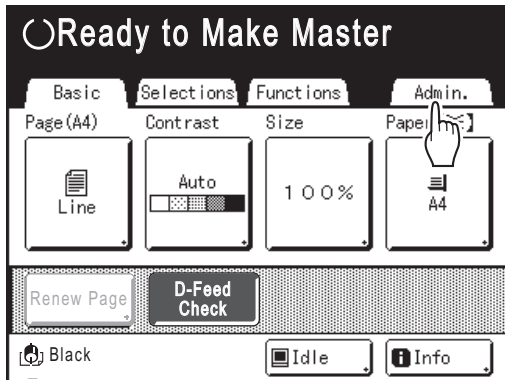 Ready to Make Master
Basic Selections Functions Admin.
Page(A4) Contrast Size Paper
Line Auto 100% A4
Renew Page D-Feed Check
Black Idle Info